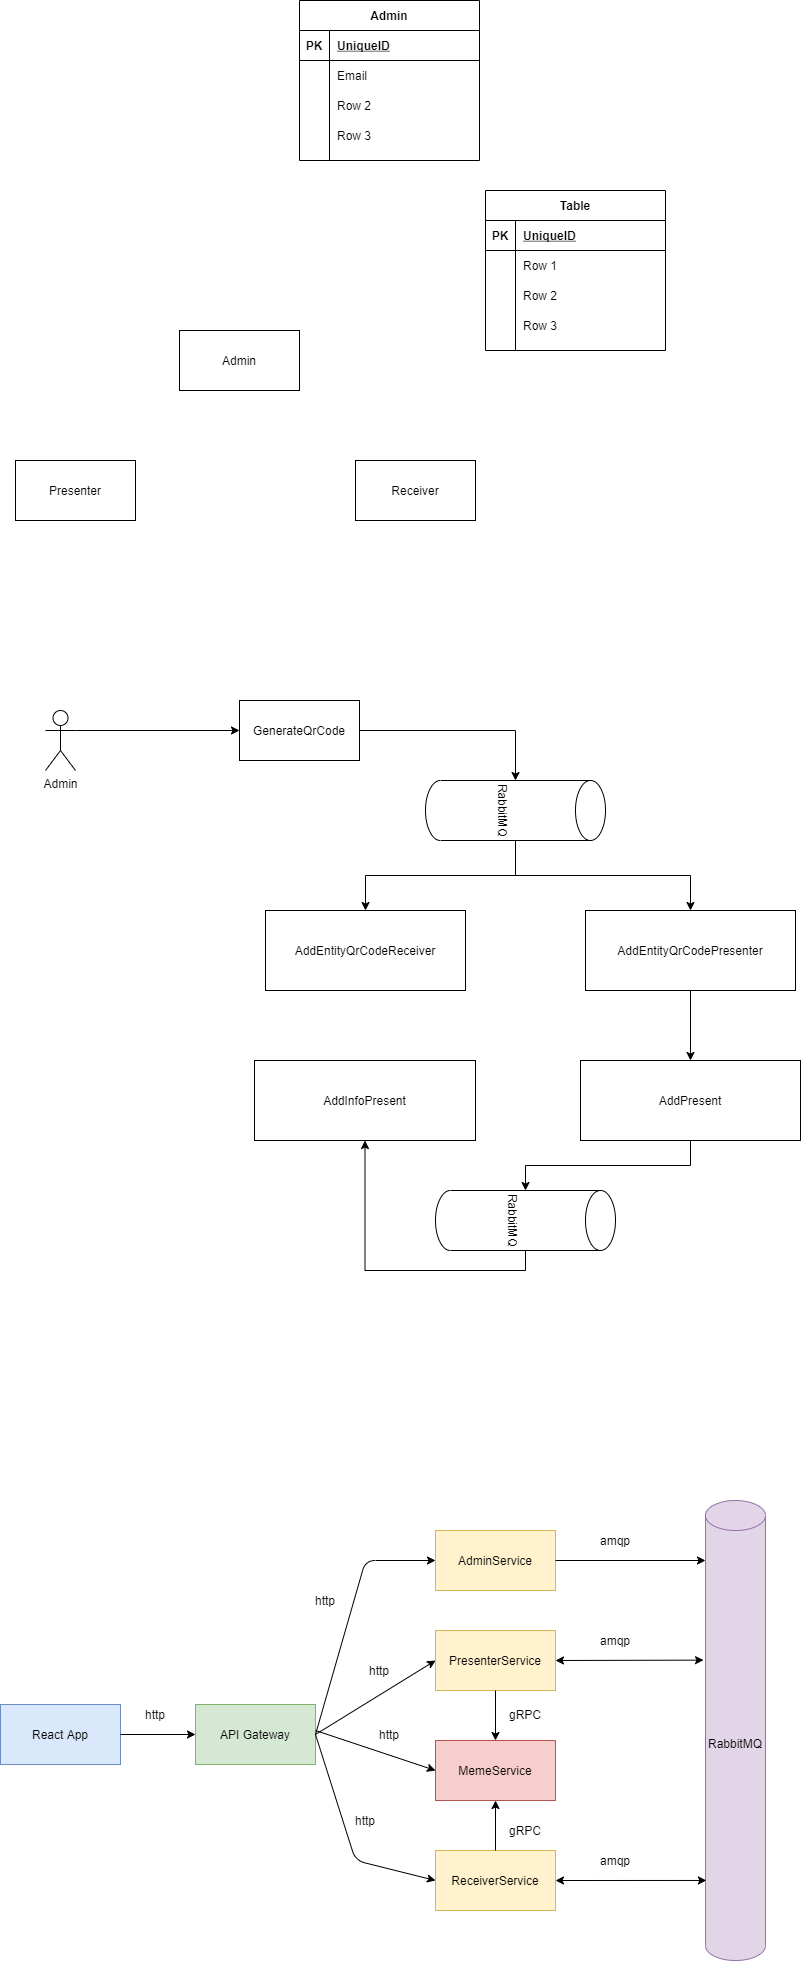 Admin
PK UniqueID
Email
Row 2
Row 3
Table
PK UniqueID
Row 1
Row 2
Row 3
Admin
Presenter
Receiver
Admin
GenerateQrCode
RabbitMQ
AddEntityQrCodeReceiver
AddEntityQrCodePresenter
AddInfoPresent
AddPresent
RabbitMQ
amqp
AdminService
http
amqp
PresenterService
http
http
React App
API Gateway
gRPC
http
RabbitMQ
MemeService
http
gRPC
amqp
ReceiverService